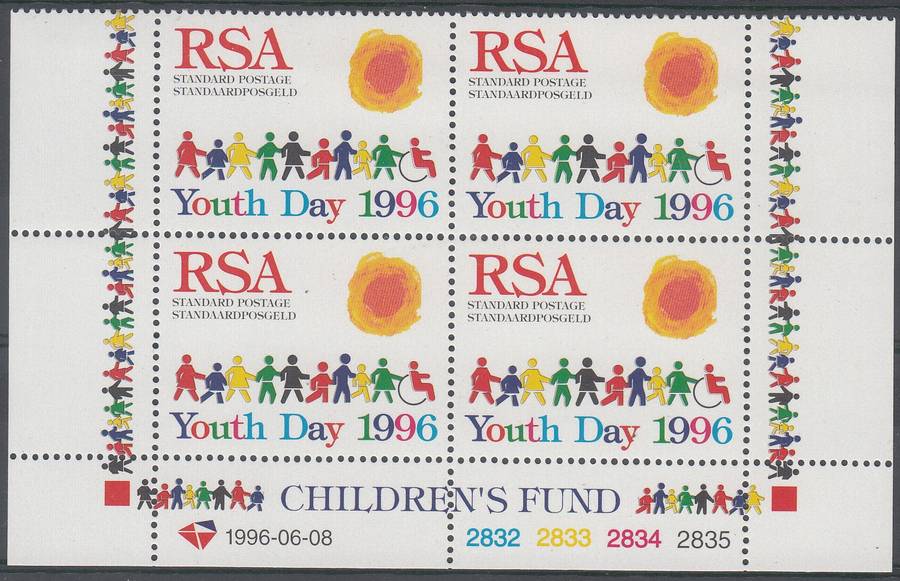 RSA
STANDARD POSTAGE
STANDAARDPOSGELD
Youth Day 1996
RSA
STANDARD POSTAGE
STANDAARDPOSGELD
Youth Day 1996
RSA
STANDARD POSTAGE
STANDAARDPOSGELD
Youth Day 1996
RSA
STANDARD POSTAGE
STANDAARDPOSGELD
Youth Day 1996
CHILDREN'S FUND
1996-06-08
2832 2833 2834 2835